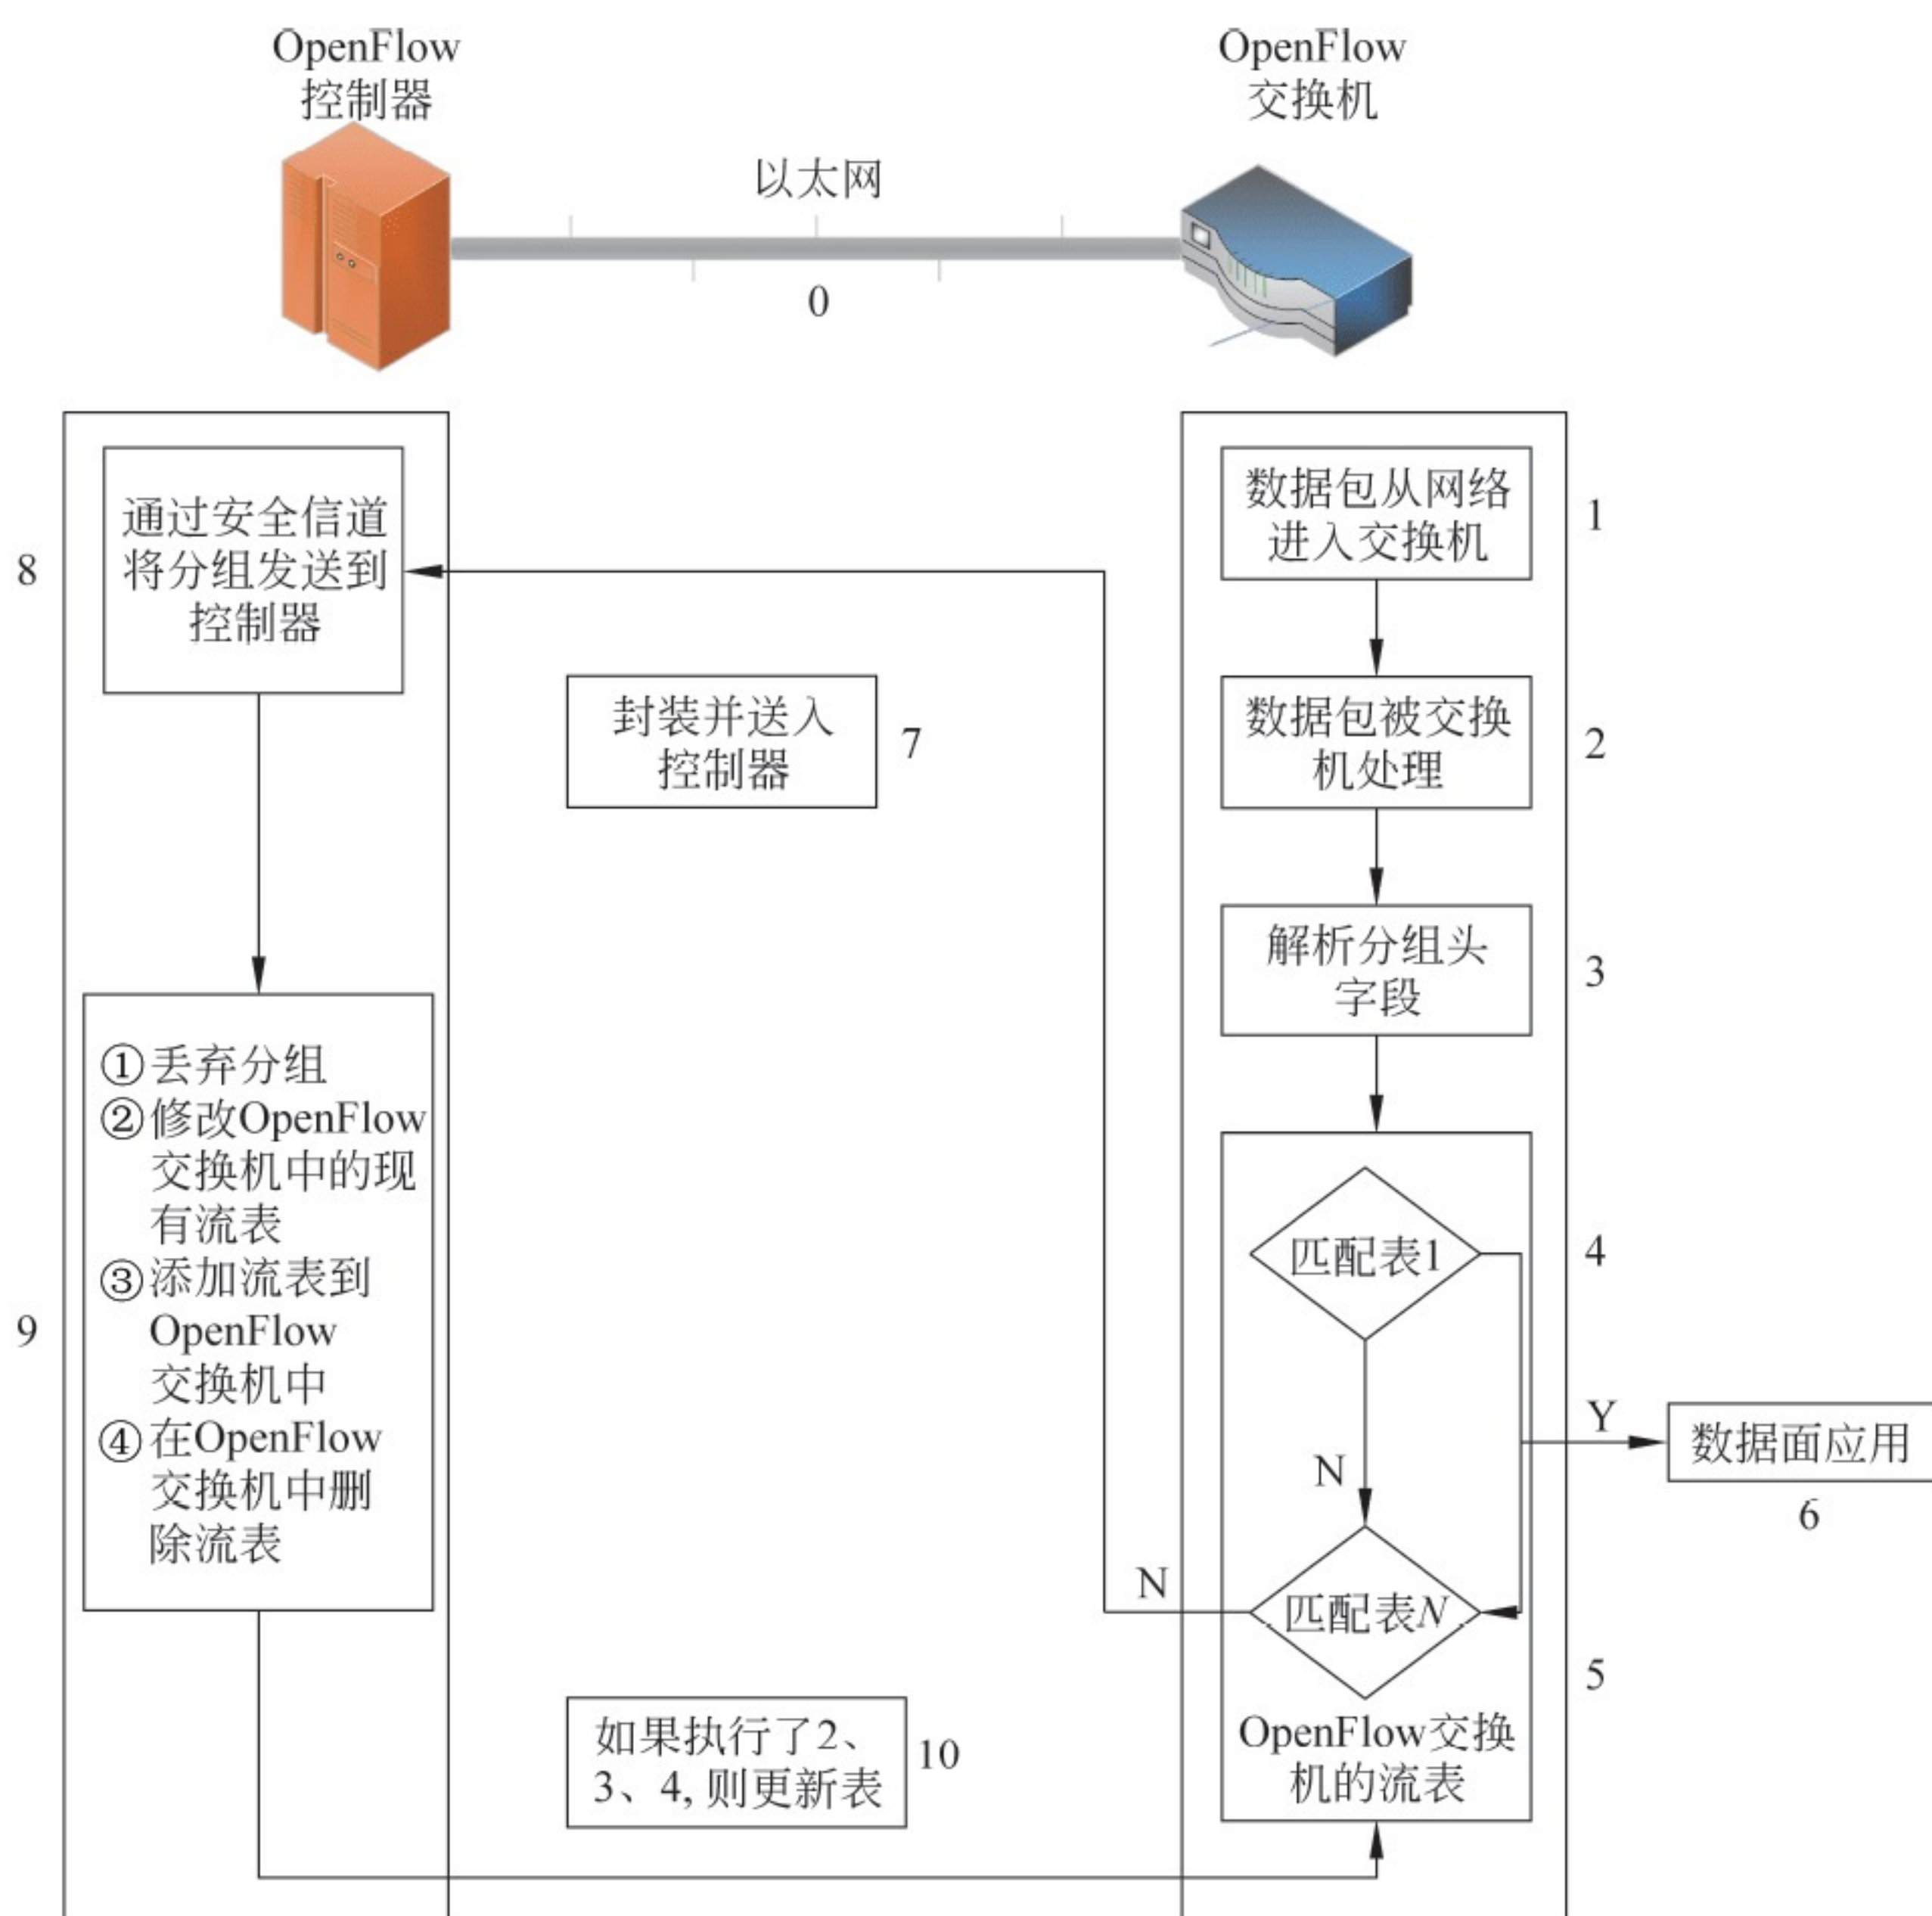 OpenFlow
控制器
OpenFlow
交换机
以太网
0
数据包从网络
进入交换机
1
通过安全信道
将分组发送到
控制器
8
封装并送入
控制器
7
数据包被交换
机处理
2
解析分组头
字段
3
①丢弃分组
②修改OpenFlow
交换机中的现
有流表
③添加流表到
OpenFlow
交换机中
④在OpenFlow
交换机中删
除流表
9
匹配表1
4
N
Y
数据面应用
6
N
匹配表N
5
OpenFlow交换
机的流表
如果执行了2、
3、4, 则更新表
10